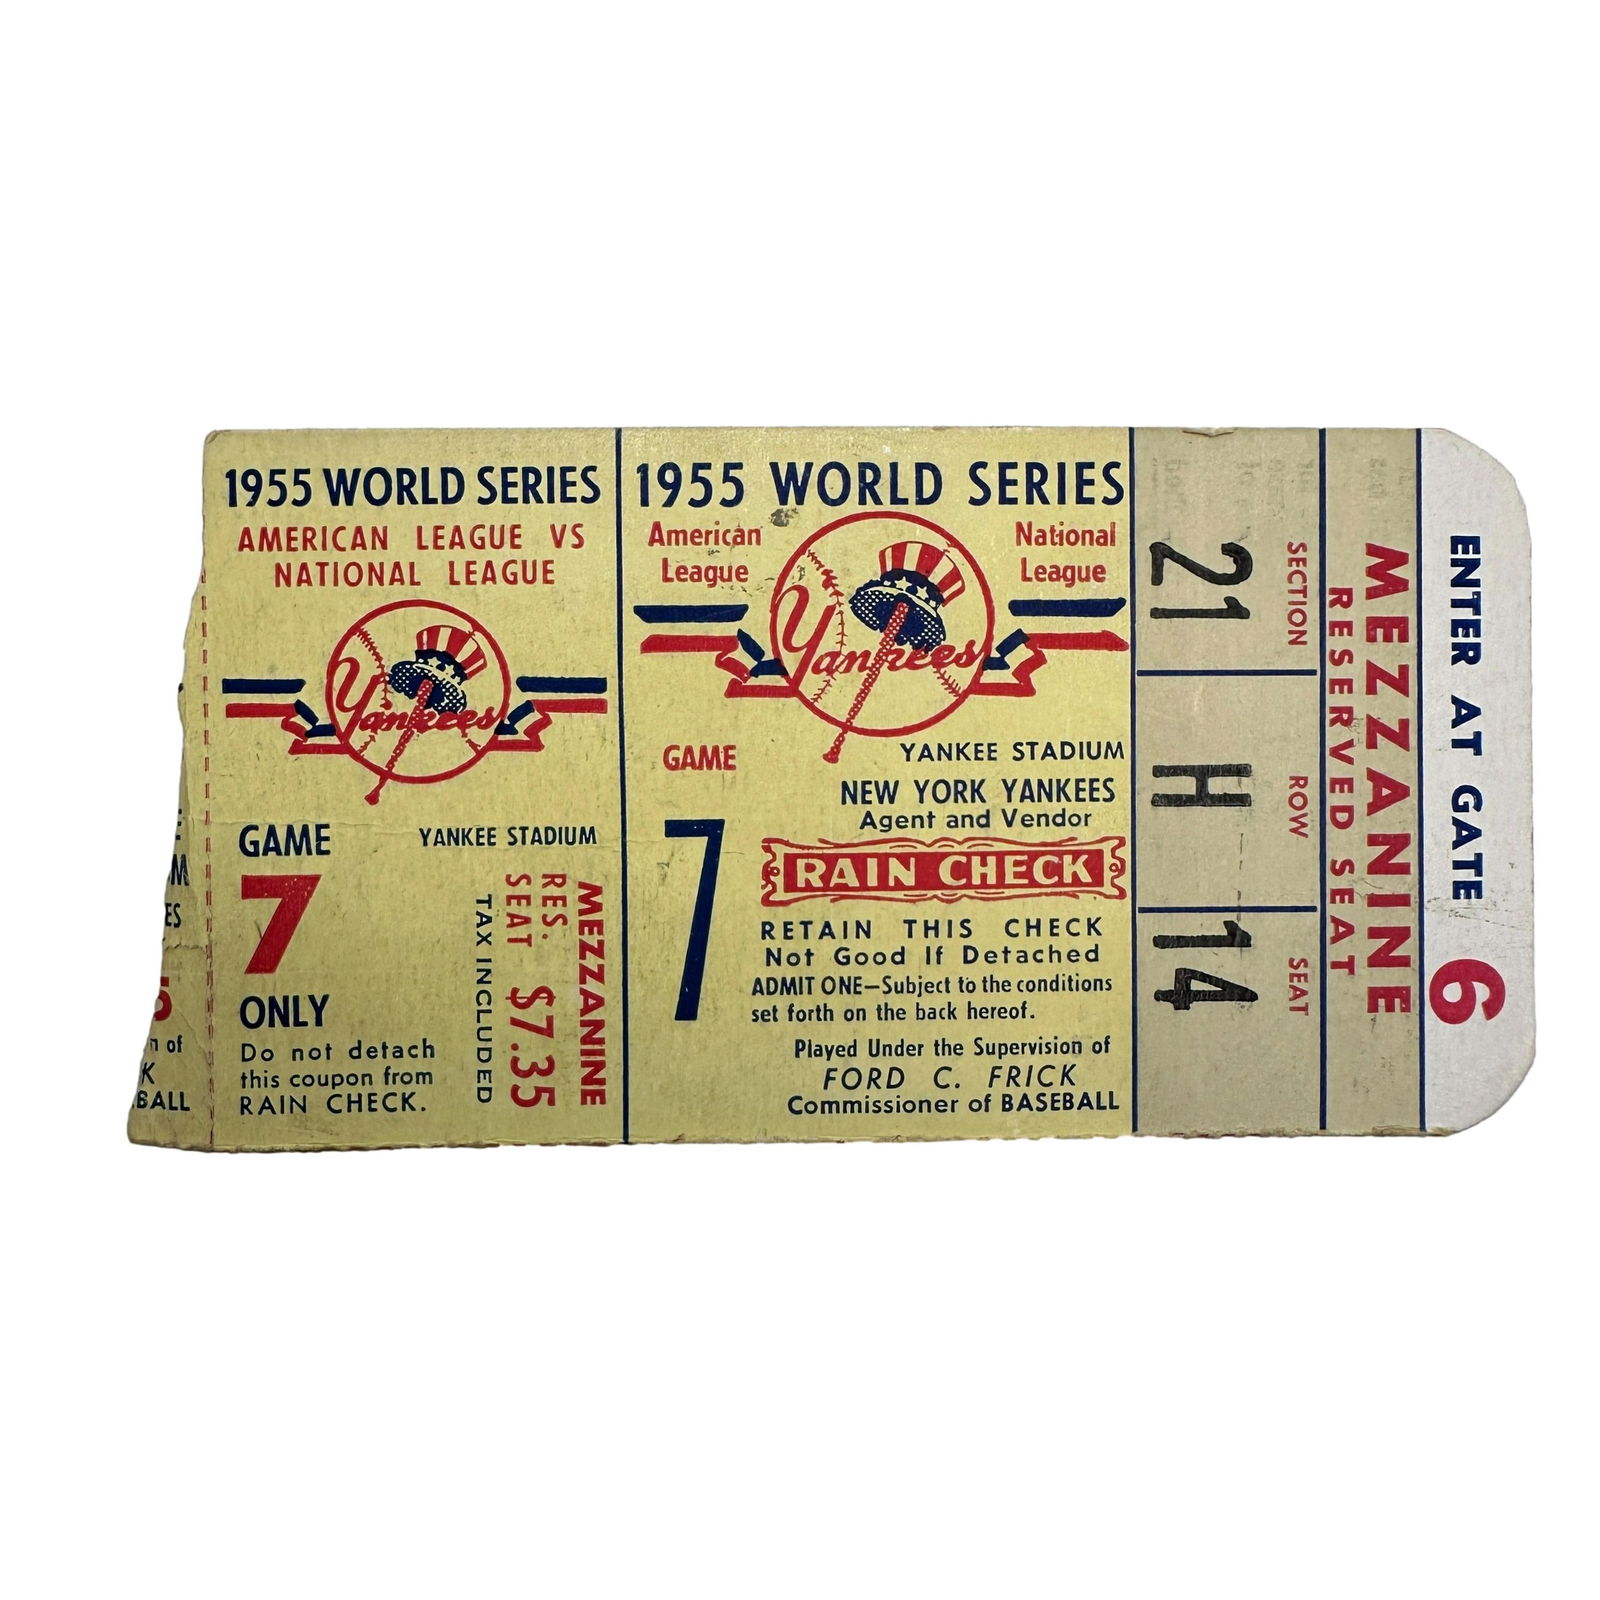 1955 WORLD SERIES
AMERICAN LEAGUE VS
NATIONAL LEAGUE
Yankees
GAME
7
ONLY
YANKEE STADIUM
Do not detach
this coupon from
RAIN CHECK.
MEZZANINE
RES.
SEAT $7.35
TAX INCLUDED
1955 WORLD SERIES
American
League
National
League
Yankees
GAME
7
YANKEE STADIUM
NEW YORK YANKEES
Agent and Vendor
RAIN CHECK
RETAIN THIS CHECK
Not Good If Detached
ADMIT ONE—Subject to the conditions
set forth on the back hereof.
Played Under the Supervision of
FORD C. FRICK
Commissioner of BASEBALL
SECTION
21
ROW
H
SEAT
14
MEZZANINE
RESERVED SEAT
ENTER AT GATE 6
of